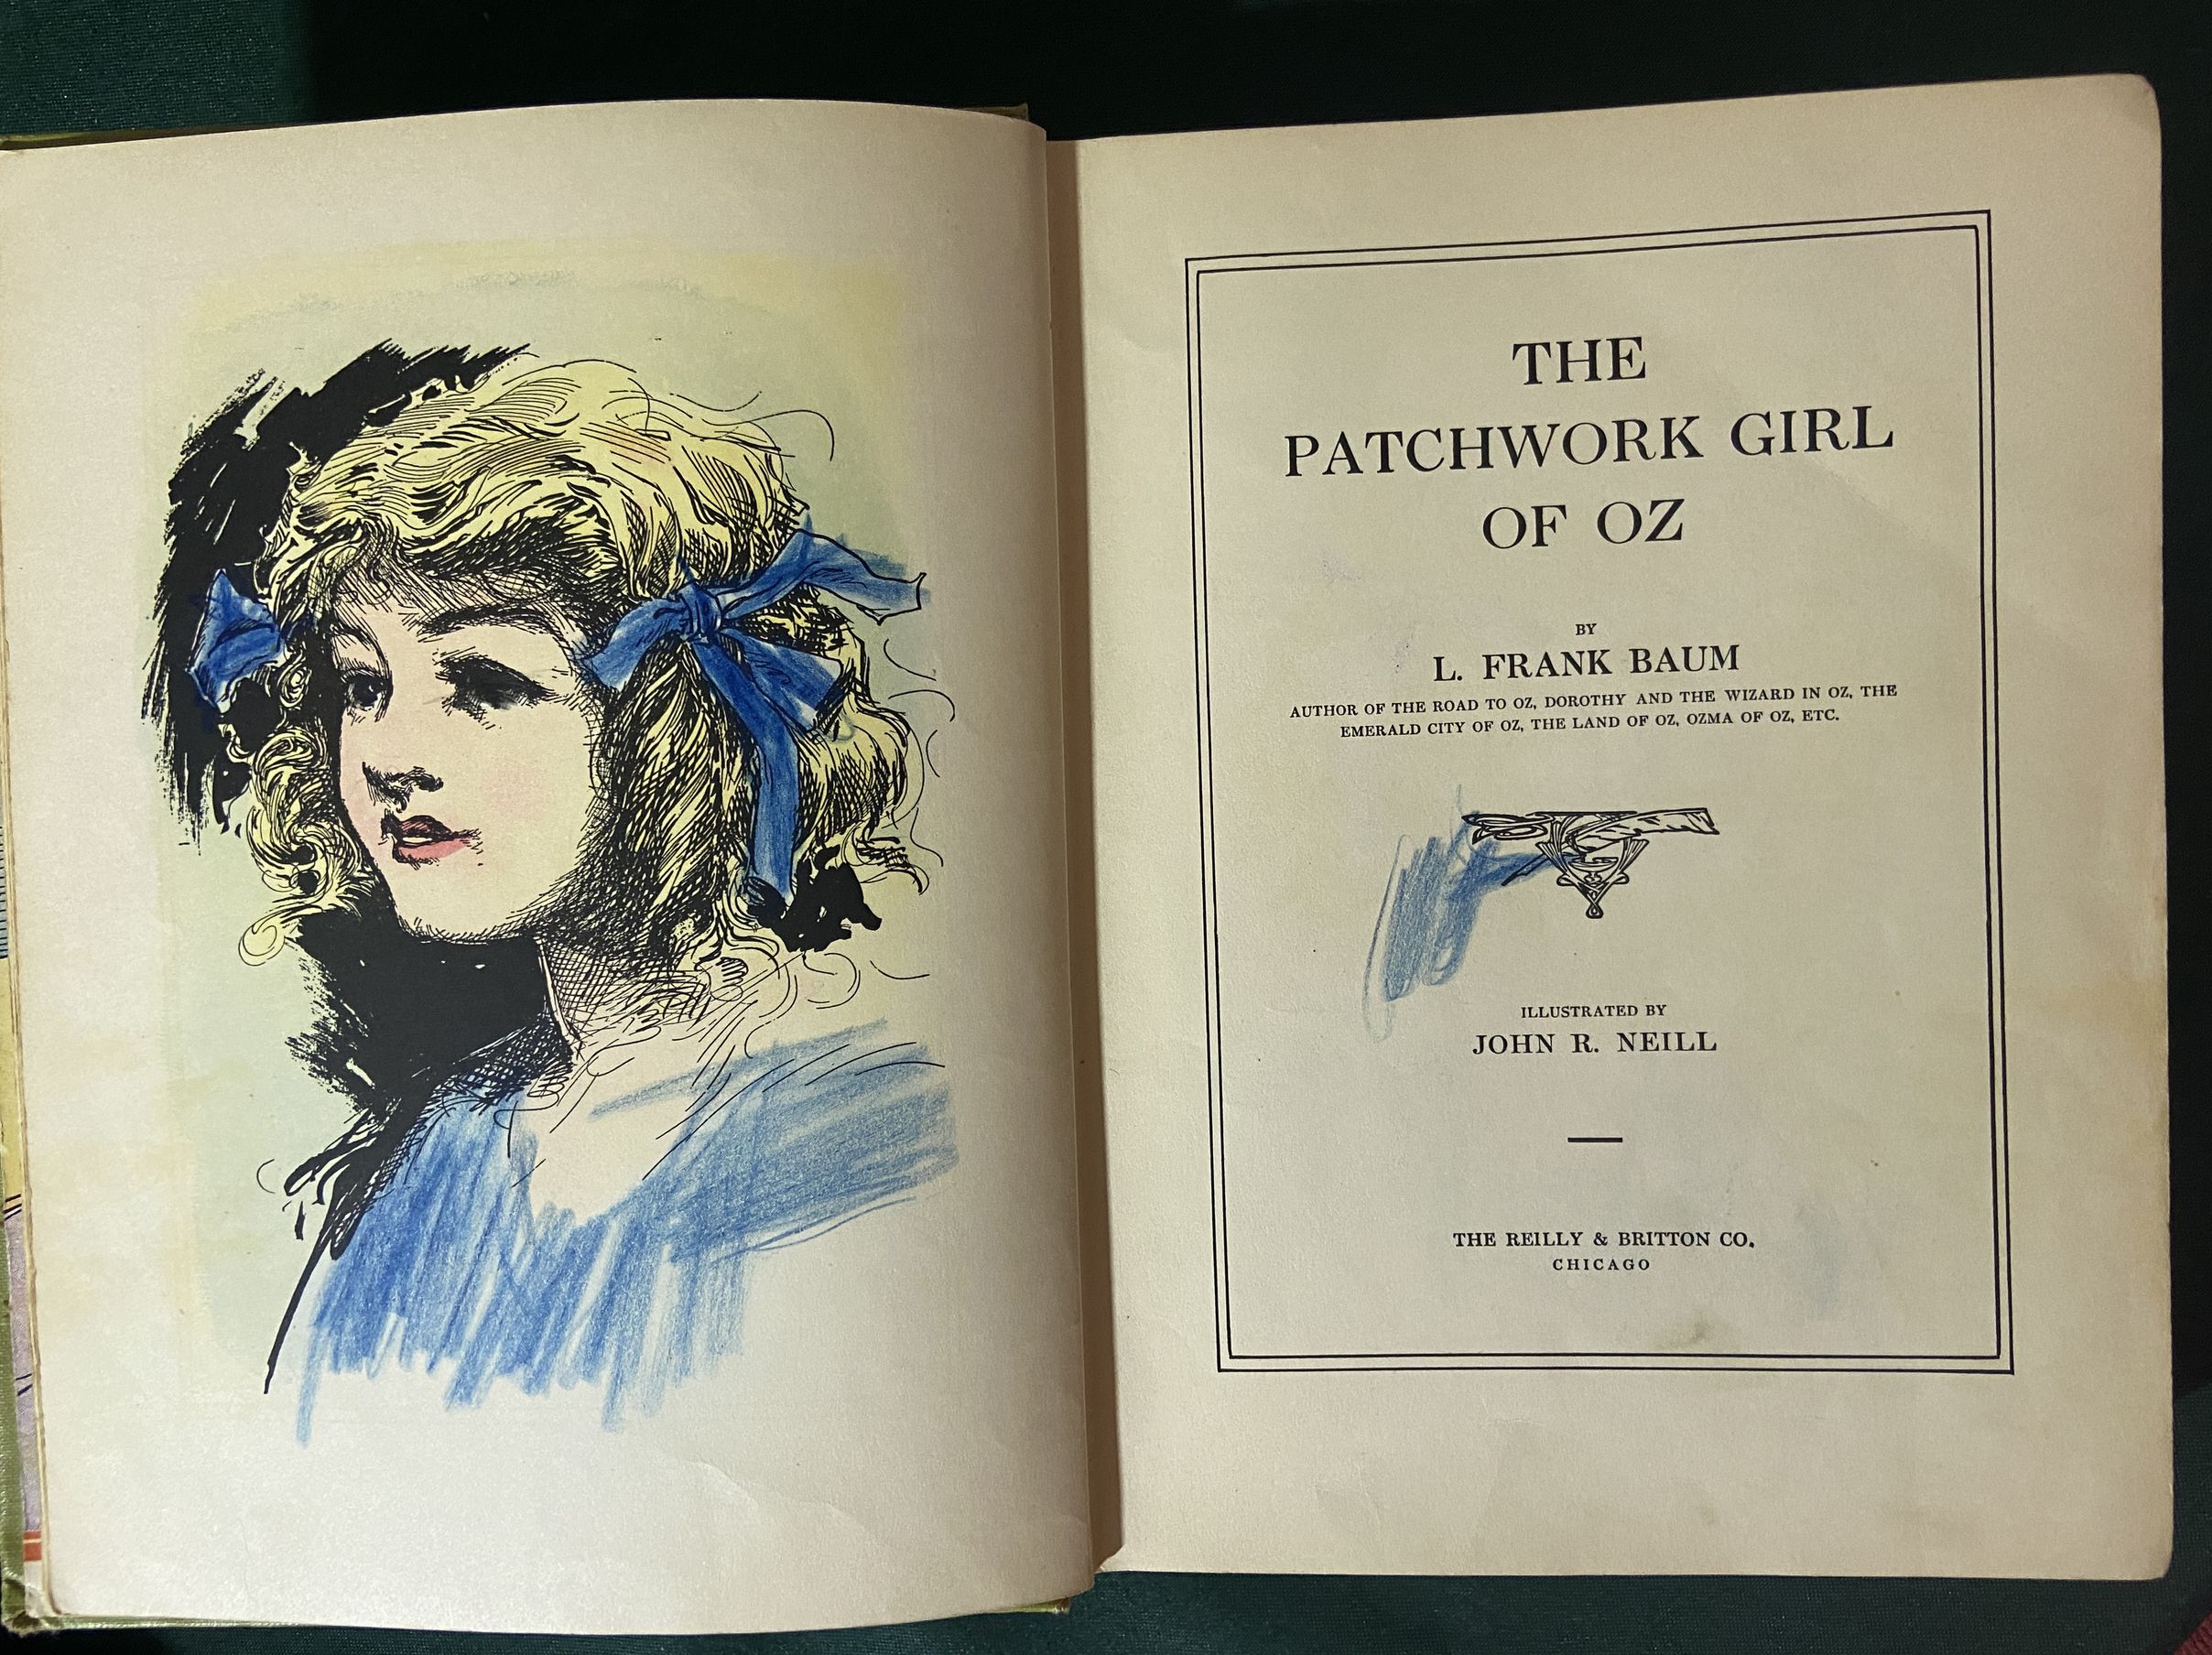 THE
PATCHWORK GIRL
OF OZ
BY
L. FRANK BAUM
AUTHOR OF THE ROAD TO OZ, DOROTHY AND THE WIZARD IN OZ, THE
EMERALD CITY OF OZ, THE LAND OF OZ, OZMA OF OZ, ETC.
ILLUSTRATED BY
JOHN R. NEILL
THE REILLY & BRITTON CO.
CHICAGO